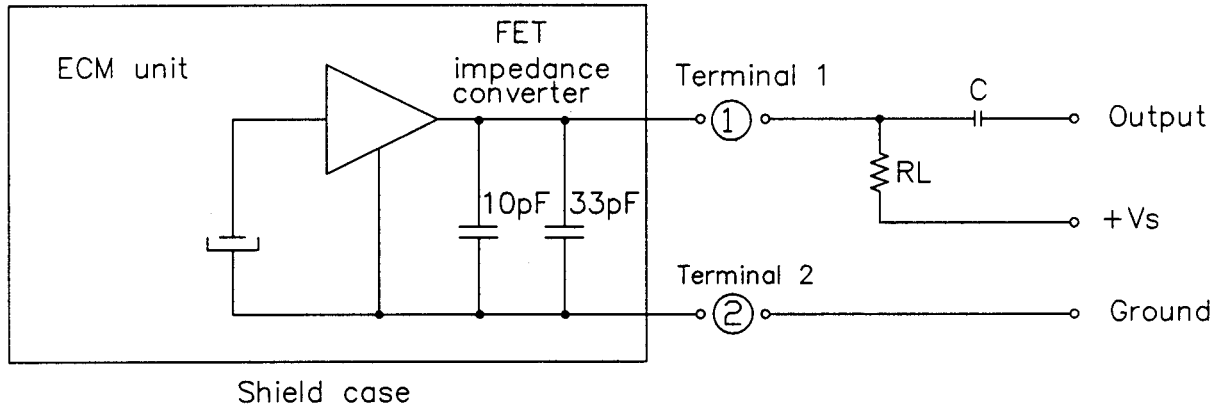 FET
ECM unit
impedance
converter
Terminal 1
C
1
Output
RL
10pF
33pF
+Vs
Terminal 2
2
Ground
Shield case